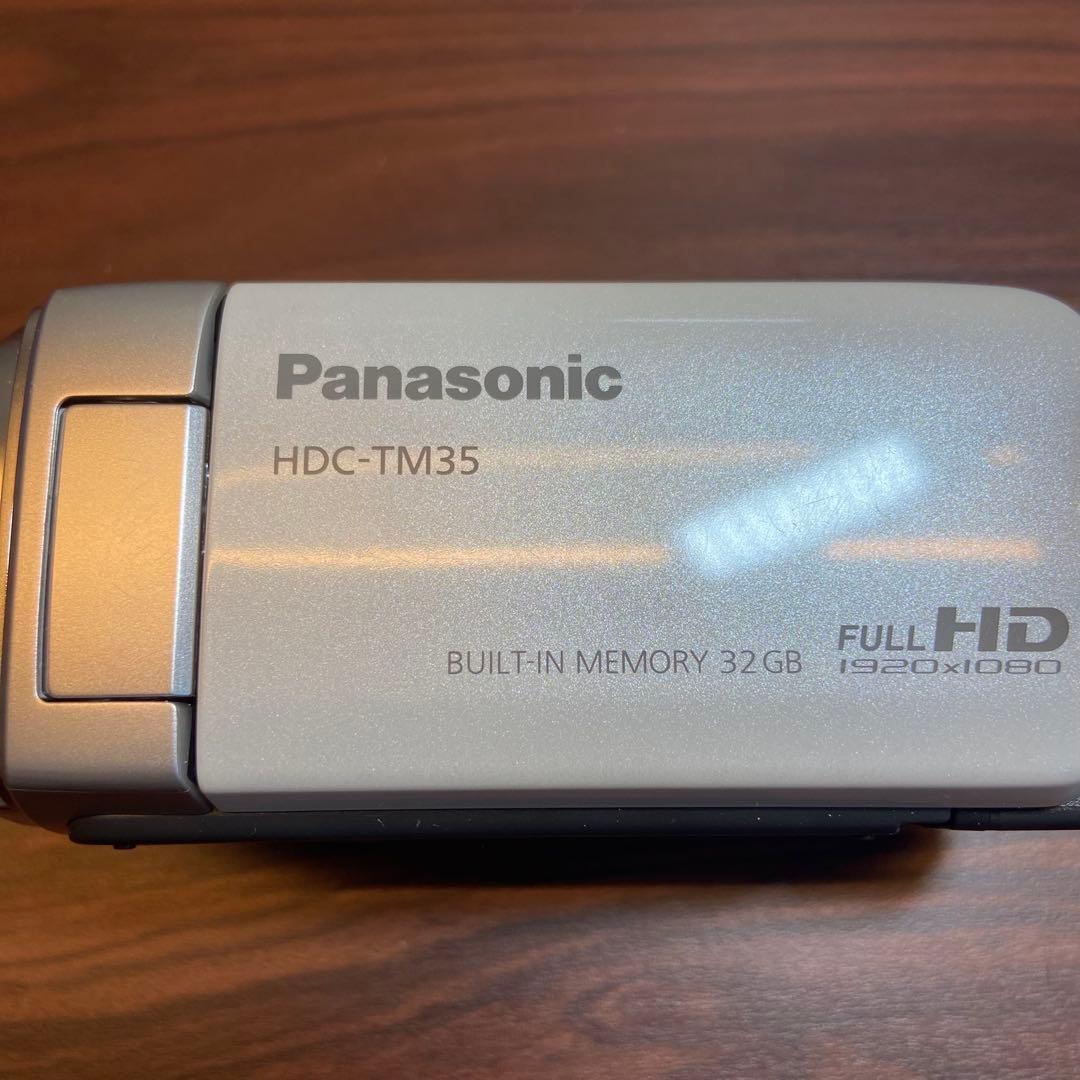 Panasonic
HDC-TM35
BUILT-IN MEMORY 32GB
FULL HD
1920x1080